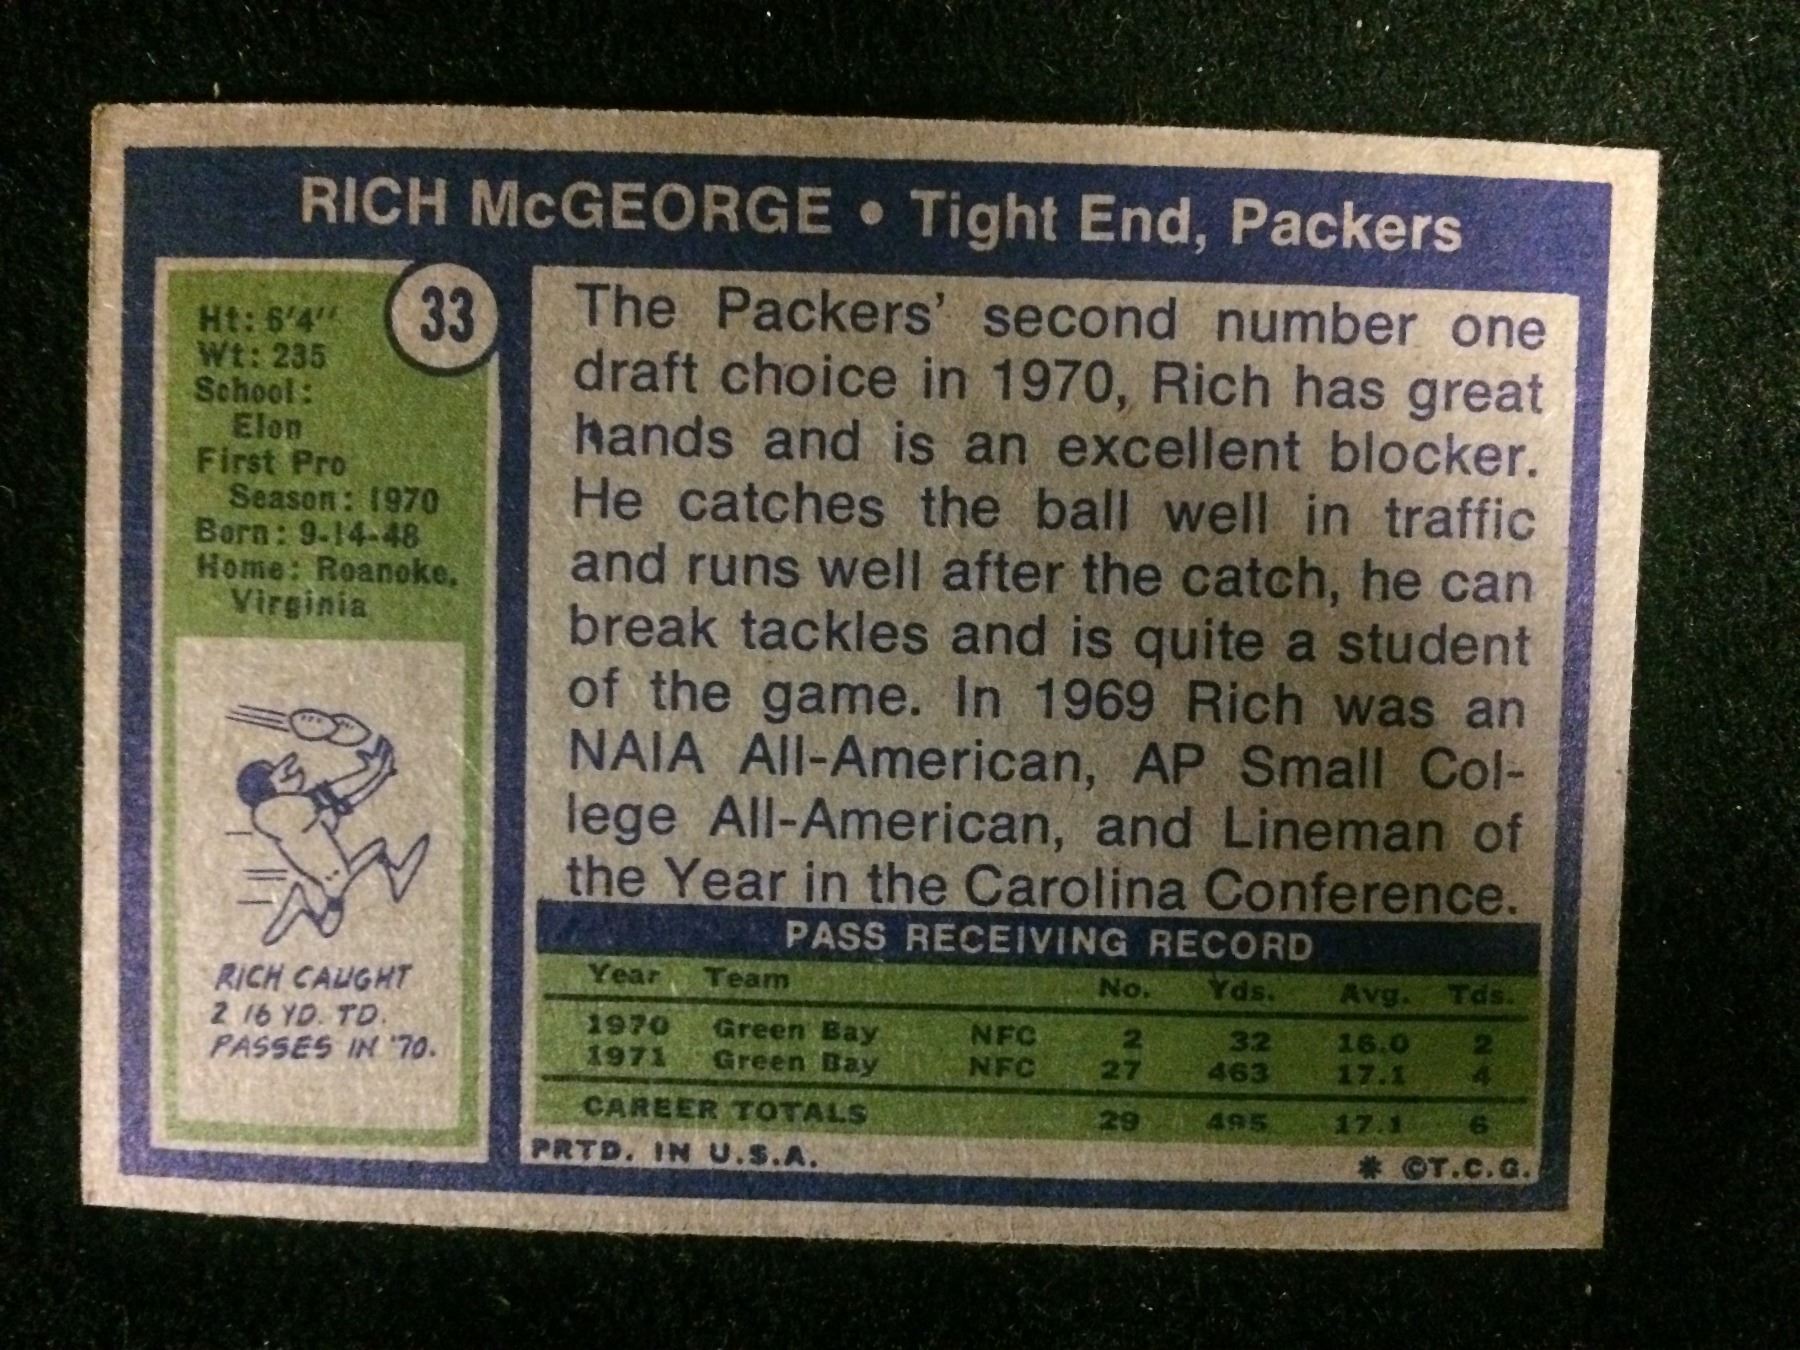 RICH McGEORGE • Tight End, Packers
33
Ht: 6'4''
Wt: 235
School:
Elon
First Pro
Season: 1970
Born: 9-14-48
Home: Roanoke,
Virginia
RICH CAUGHT
2 16 YD. TD.
PASSES IN '70.
The Packers' second number one
draft choice in 1970, Rich has great
hands and is an excellent blocker.
He catches the ball well in traffic
and runs well after the catch, he can
break tackles and is quite a student
of the game. In 1969 Rich was an
NAIA All-American, AP Small Col-
lege All-American, and Lineman of
the Year in the Carolina Conference.
PASS RECEIVING RECORD
Year Team No. Yds. Avg. Tds.
1970 Green Bay NFC 2 32 16.0 2
1971 Green Bay NFC 27 463 17.1 4
CAREER TOTALS 29 495 17.1 6
PRTD. IN U.S.A. * ©T.C.G.